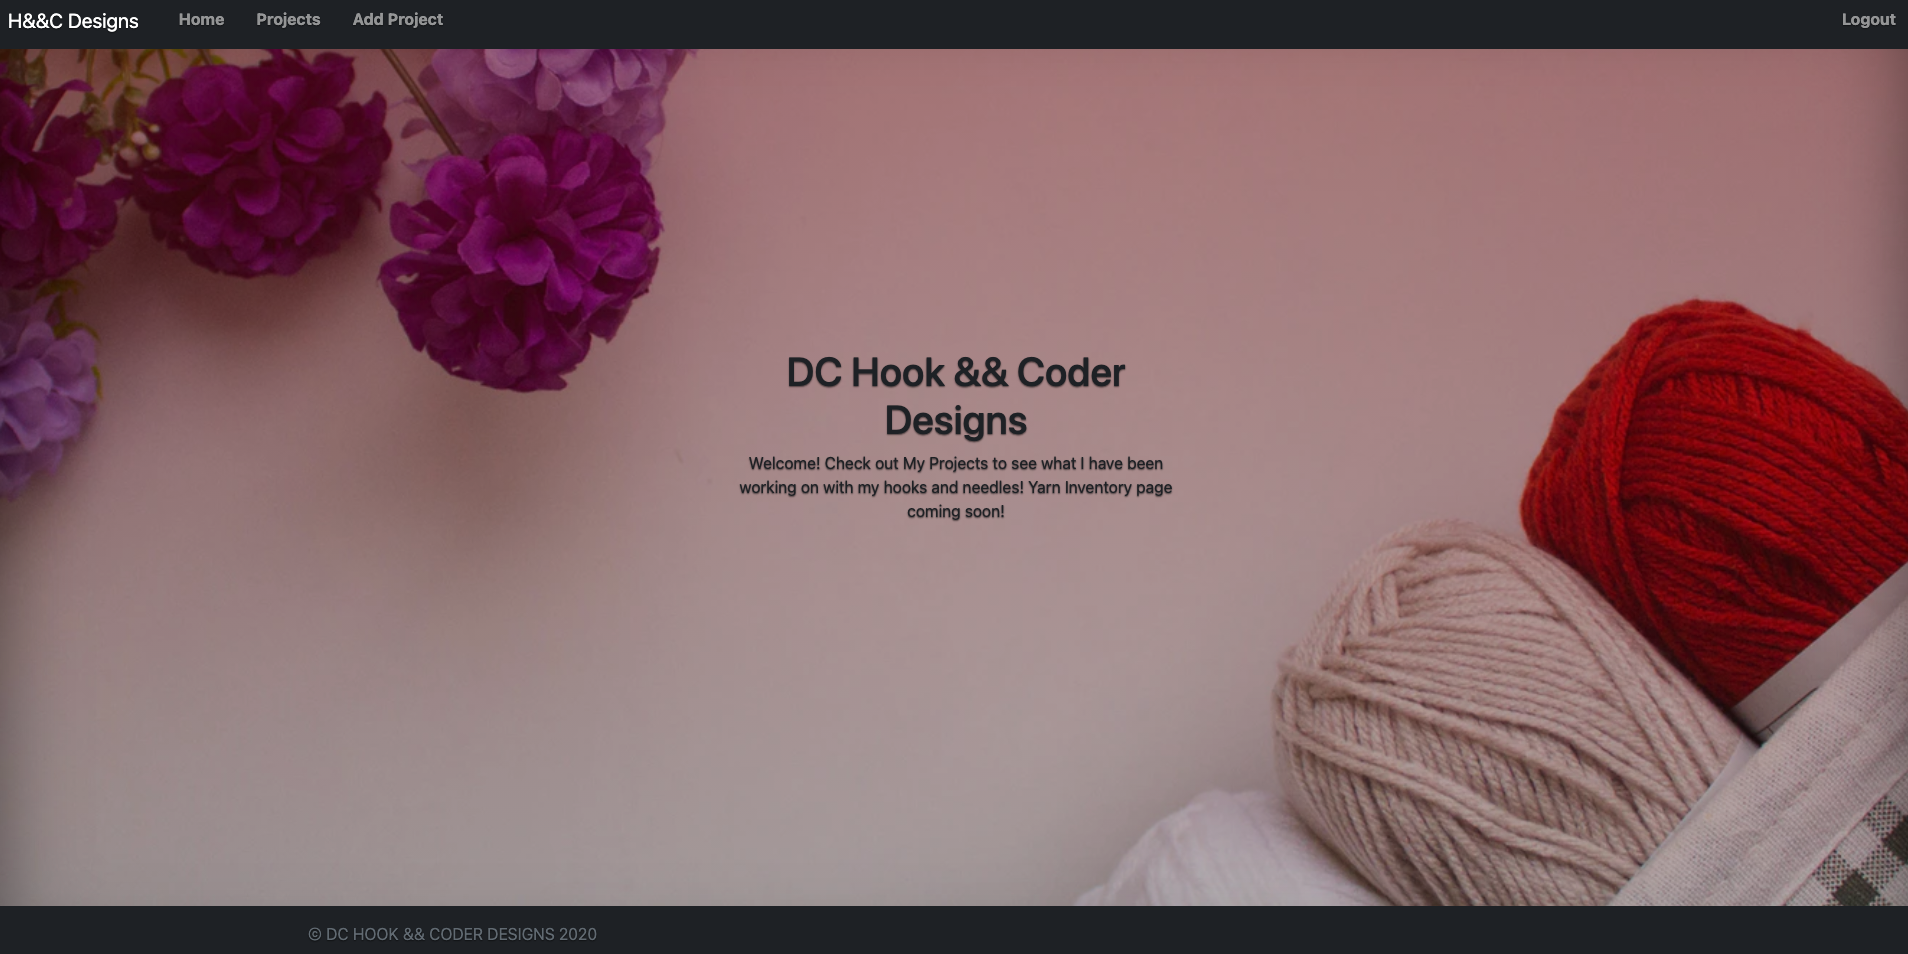 H&&C Designs Home Projects Add Project Logout
DC Hook && Coder
Designs
Welcome! Check out My Projects to see what I have been
working on with my hooks and needles! Yarn Inventory page
coming soon!
© DC HOOK && CODER DESIGNS 2020